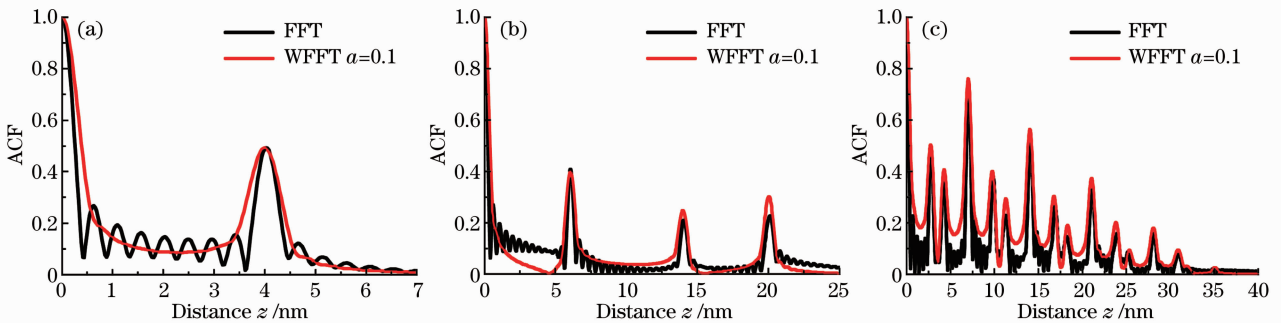 (a)
FFT
WFFT a=0.1
ACF
1.0
0.8
0.6
0.4
0.2
0
0 1 2 3 4 5 6 7
Distance z /nm
(b)
FFT
WFFT a=0.1
ACF
1.0
0.8
0.6
0.4
0.2
0
0 5 10 15 20 25
Distance z /nm
(c)
FFT
WFFT a=0.1
ACF
1.0
0.8
0.6
0.4
0.2
0
0 5 10 15 20 25 30 35 40
Distance z /nm